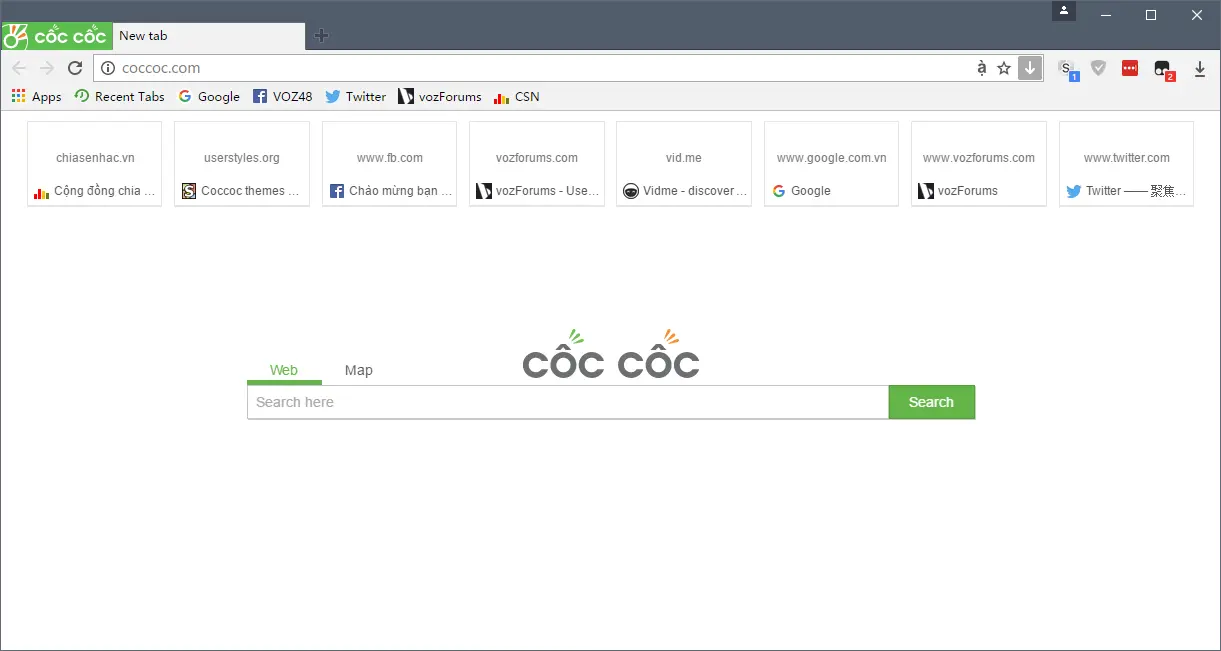 cốc cốc New tab
coccoc.com ạ S 1 2
Apps Recent Tabs Google VOZ48 Twitter vozForums CSN
chiasenhac.vn userstyles.org www.fb.com vozforums.com vid.me www.google.com.vn www.vozforums.com www.twitter.com
Cộng đồng chia ... Coccoc themes ... Chào mừng bạn ... vozForums - Use... Vidme - discover ... Google vozForums Twitter —— 聚焦...
cốc cốc
Web Map
Search here Search